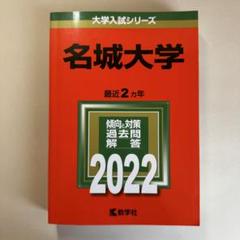 大学入試シリーズ
名城大学
最近2カ年
傾向と対策
過去問
解答
2022
教学社